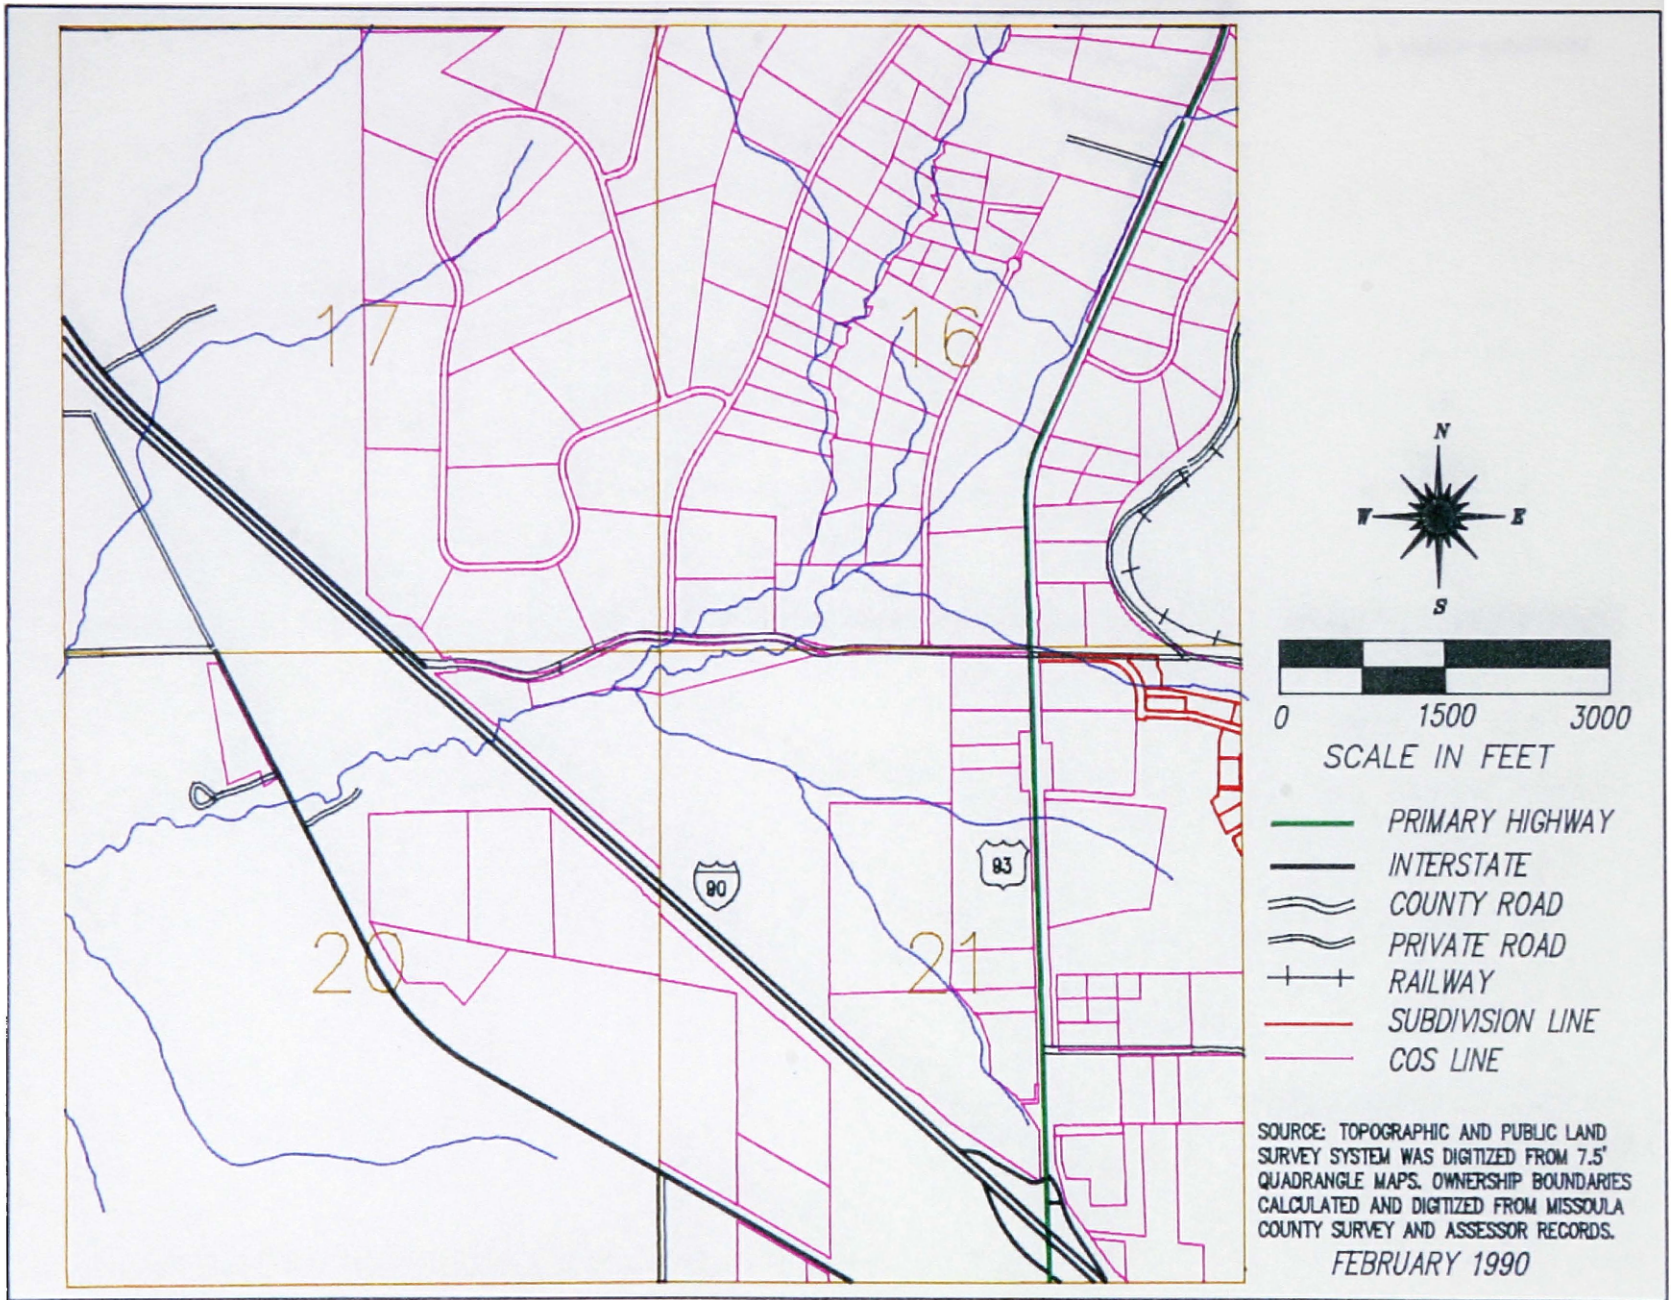 17
16
N
W
E
S
0 1500 3000
SCALE IN FEET
PRIMARY HIGHWAY
INTERSTATE
COUNTY ROAD
PRIVATE ROAD
RAILWAY
SUBDIVISION LINE
COS LINE
90
93
20
21
SOURCE: TOPOGRAPHIC AND PUBLIC LAND
SURVEY SYSTEM WAS DIGITIZED FROM 7.5'
QUADRANGLE MAPS. OWNERSHIP BOUNDARIES
CALCULATED AND DIGITIZED FROM MISSOULA
COUNTY SURVEY AND ASSESSOR RECORDS.
FEBRUARY 1990